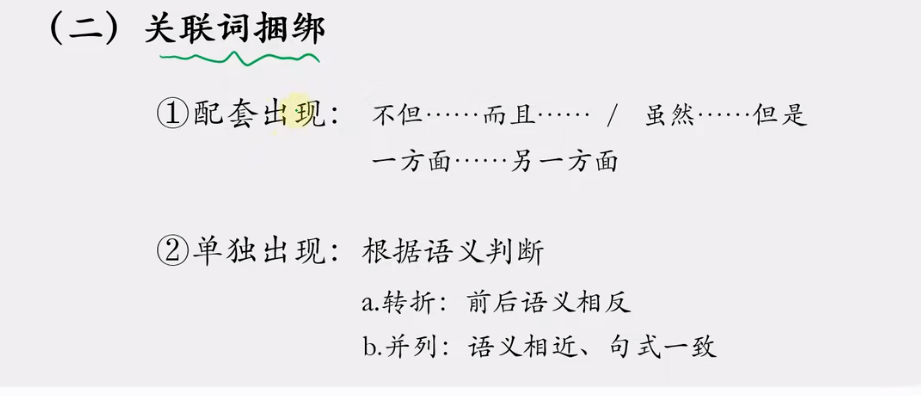 （二）关联词捆绑
①配套出现： 不但……而且…… / 虽然……但是
一方面……另一方面
②单独出现： 根据语义判断
a.转折：前后语义相反
b.并列：语义相近、句式一致